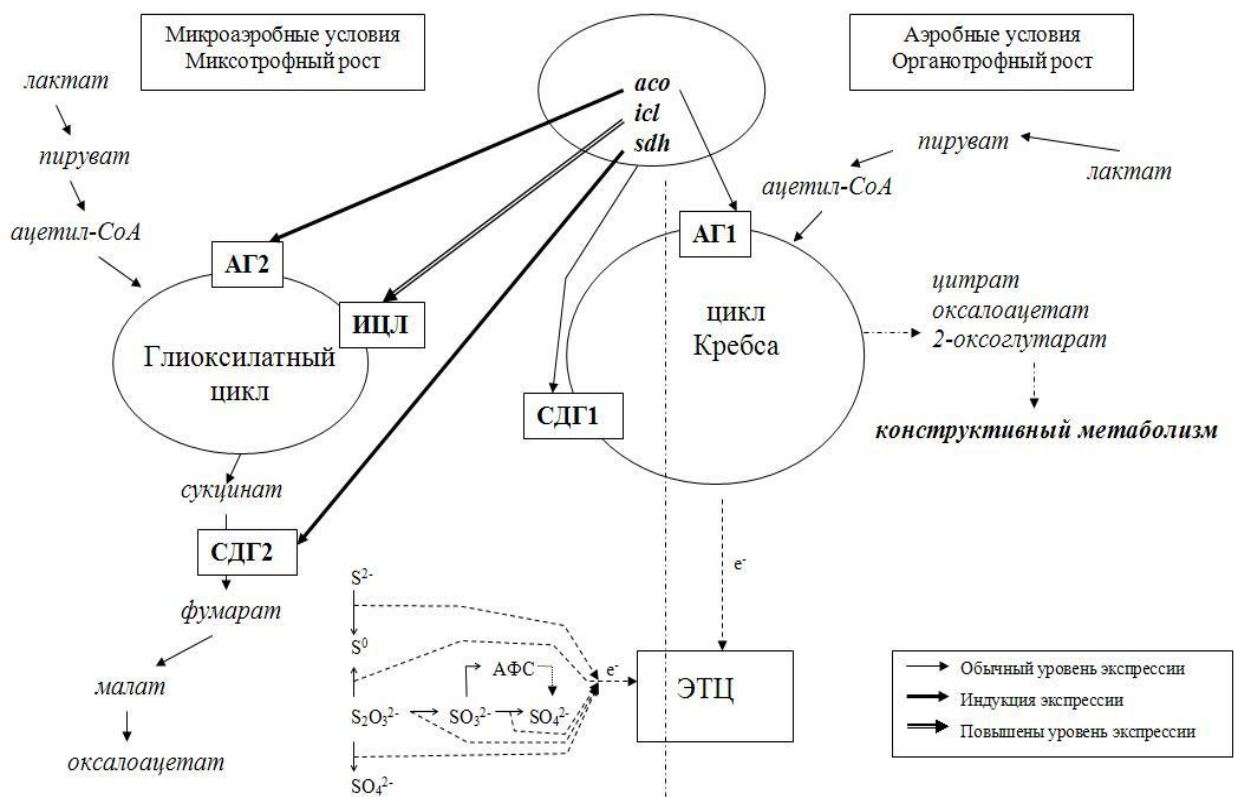 Микроаэробные условия
Миксотрофный рост
Аэробные условия
Органотрофный рост
aco
icl
sdh
лактат
пируват
ацетил-CoA
АГ2
ИЦЛ
Глиоксилатный
цикл
сукцинат
СДГ2
фумарат
малат
оксалоацетат
пируват
лактат
ацетил-CoA
АГ1
цикл
Кребса
СДГ1
цитрат
оксалоацетат
2-оксоглутарат
конструктивный метаболизм
e⁻
S²⁻
S⁰
АФС
e⁻
S₂O₃²⁻
SO₃²⁻
SO₄²⁻
SO₄²⁻
ЭТЦ
Обычный уровень экспрессии
Индукция экспрессии
Повышены уровень экспрессии